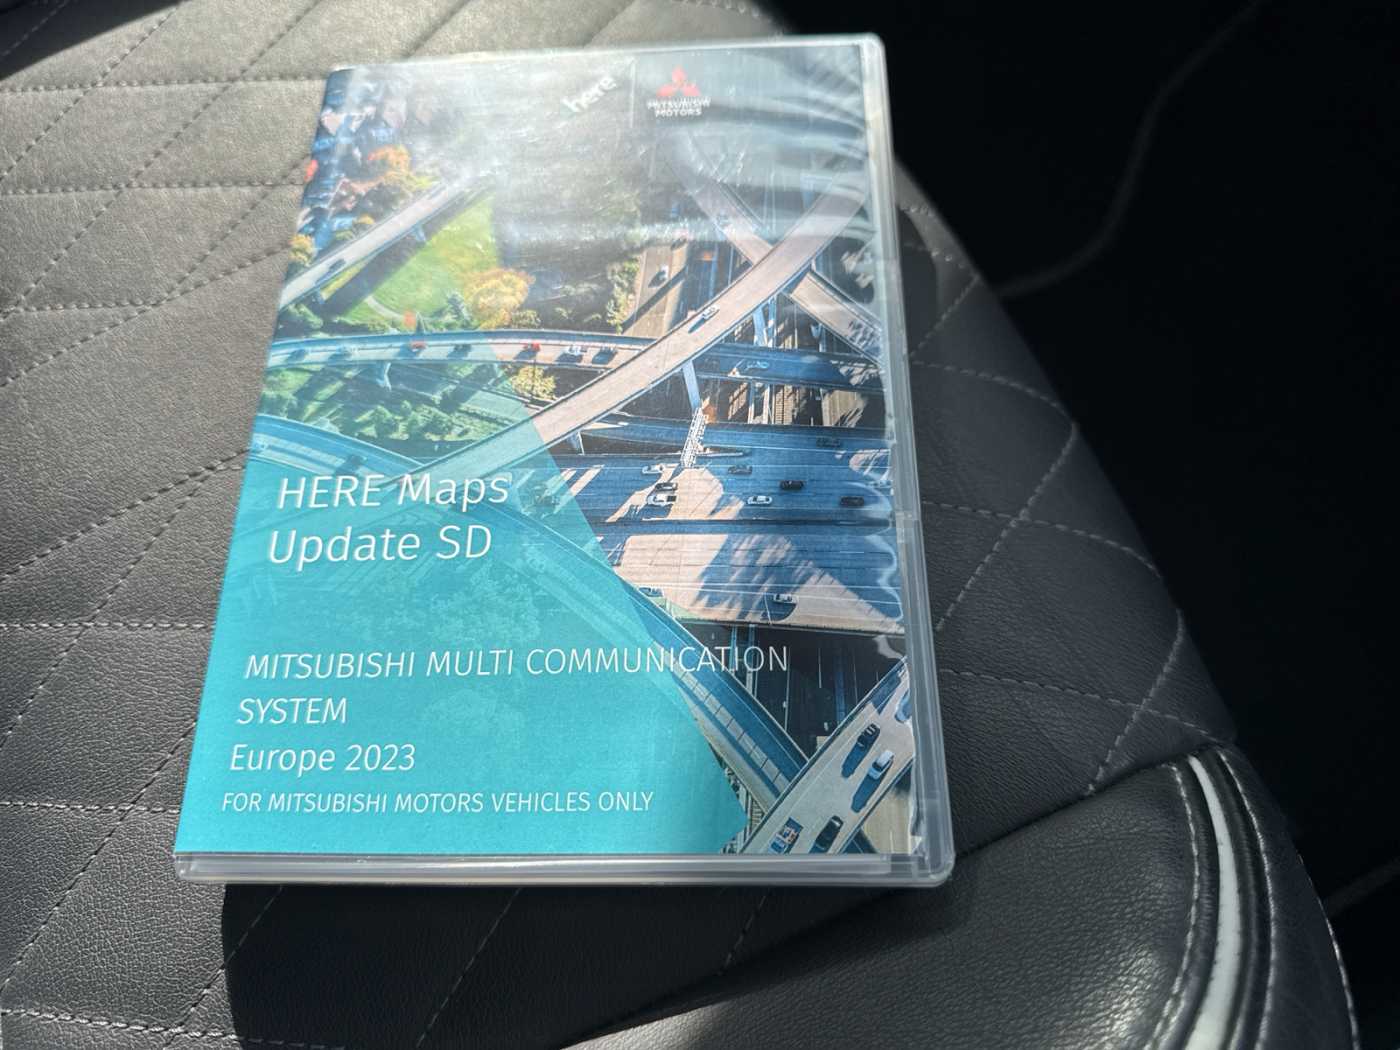 here
MITSUBISHI
MOTORS
HERE Maps
Update SD
MITSUBISHI MULTI COMMUNICATION
SYSTEM
Europe 2023
FOR MITSUBISHI MOTORS VEHICLES ONLY